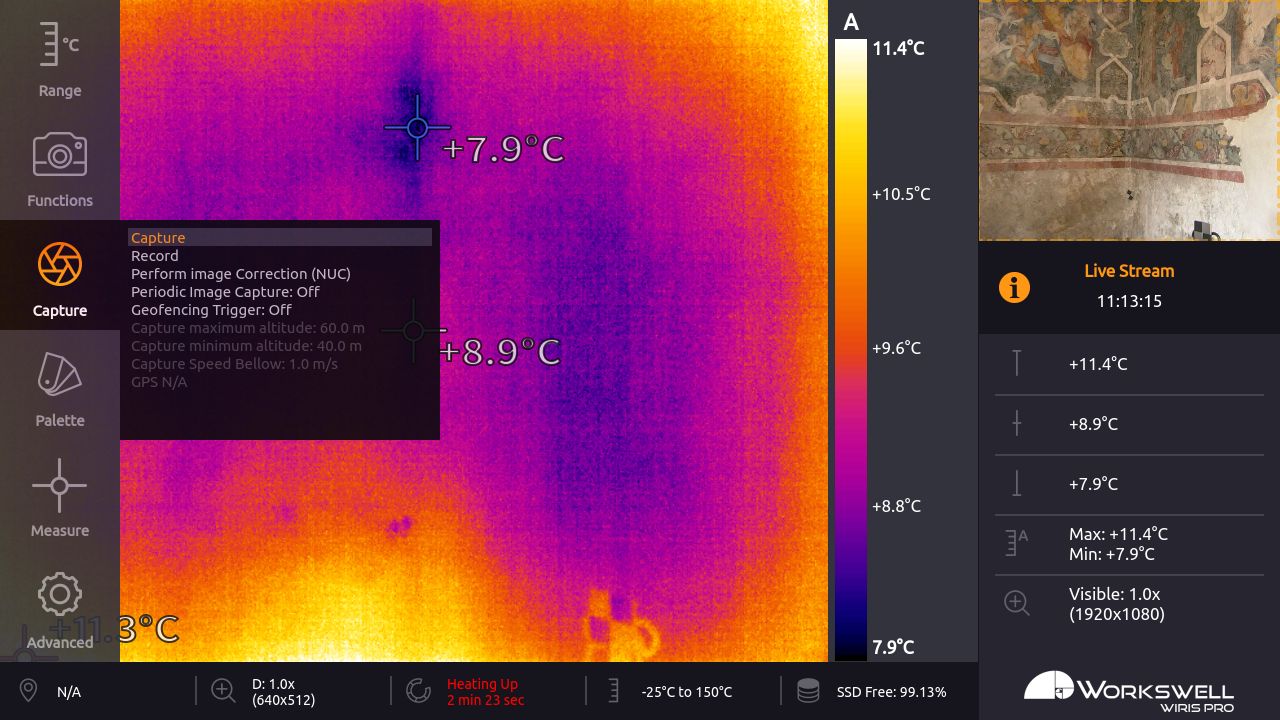 °C
Range
Functions
Capture
Palette
Measure
Advanced
Capture
Record
Perform image Correction (NUC)
Periodic Image Capture: Off
Geofencing Trigger: Off
Capture maximum altitude: 60.0 m
Capture minimum altitude: 40.0 m
Capture Speed Bellow: 1.0 m/s
GPS N/A
+7.9°C
+8.9°C
+11.3°C
A
11.4°C
+10.5°C
+9.6°C
+8.8°C
7.9°C
Live Stream
11:13:15
+11.4°C
+8.9°C
+7.9°C
A
Max: +11.4°C
Min: +7.9°C
Visible: 1.0x
(1920x1080)
N/A
D: 1.0x
(640x512)
Heating Up
2 min 23 sec
-25°C to 150°C
SSD Free: 99.13%
WORKSWELL
WIRIS PRO